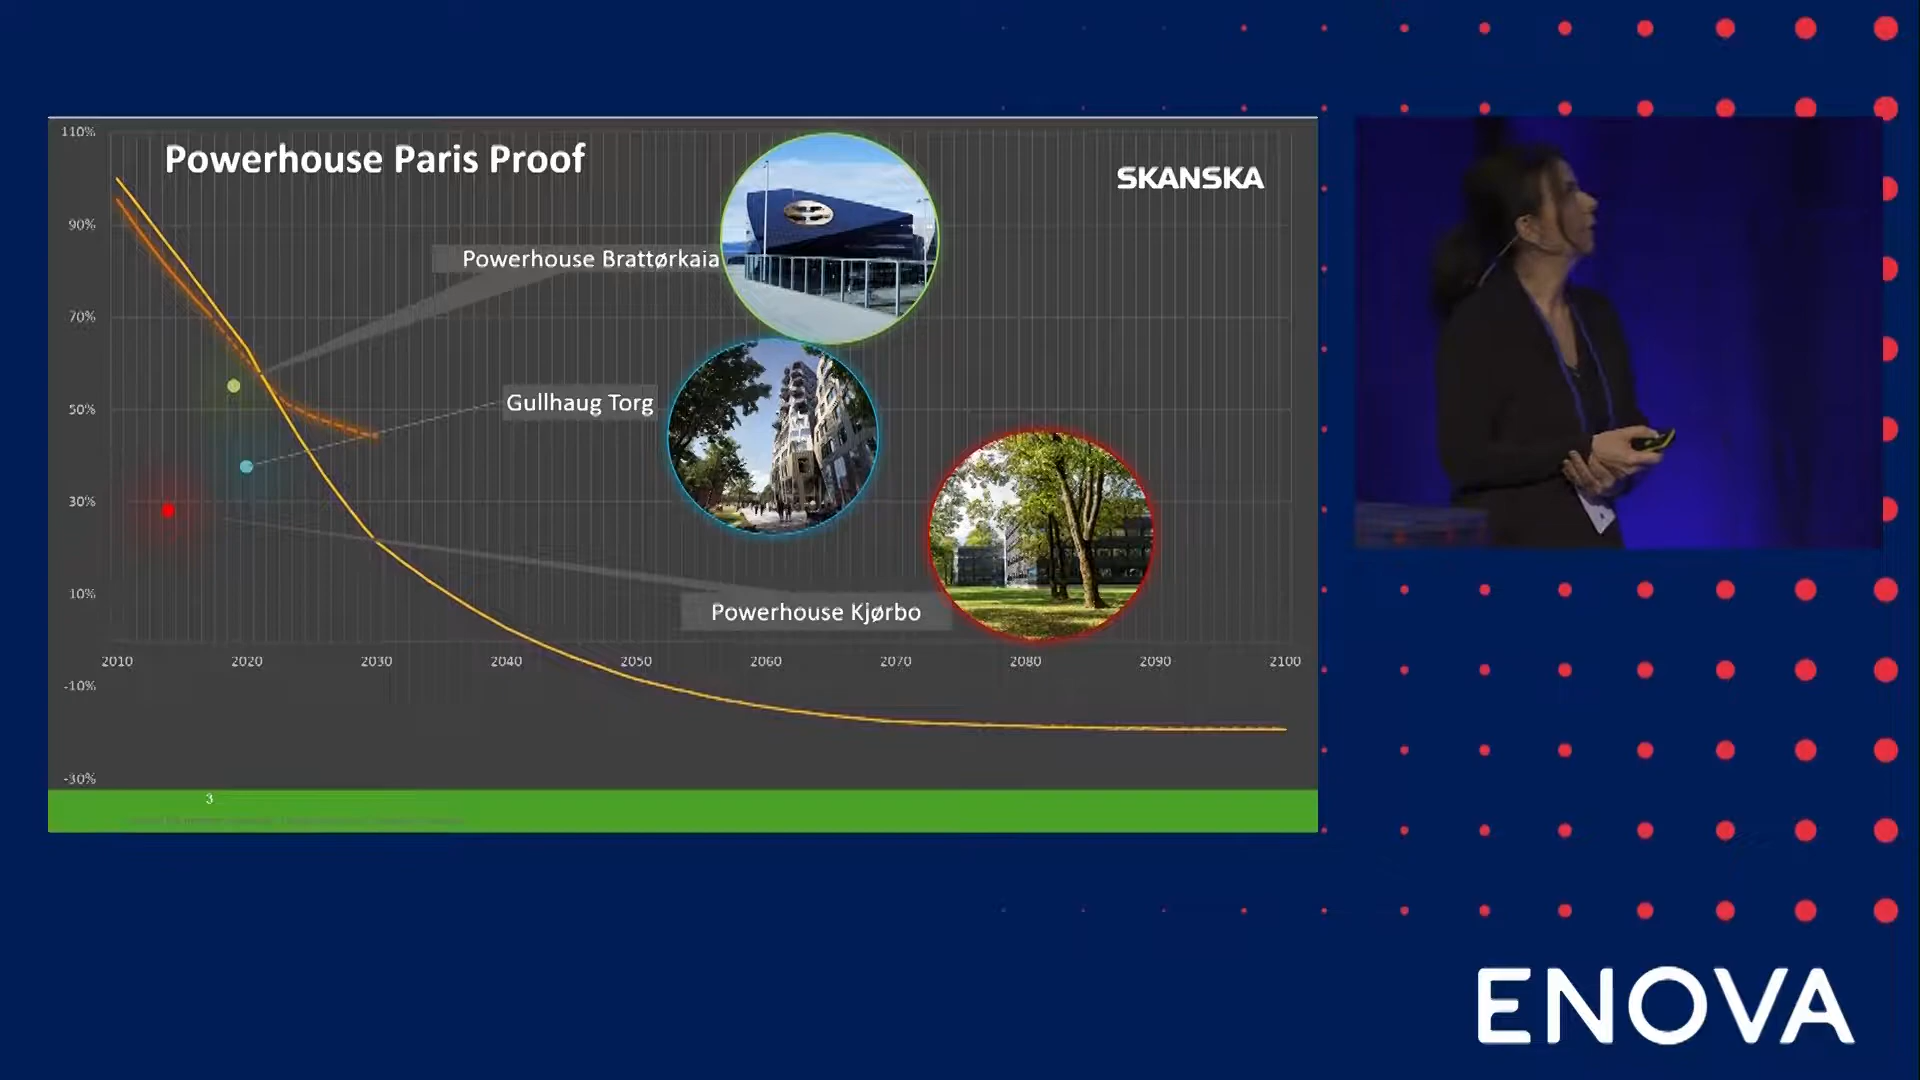 110%
Powerhouse Paris Proof
SKANSKA
90%
Powerhouse Brattørkaia
70%
Gullhaug Torg
50%
30%
10%
Powerhouse Kjørbo
2010 2020 2030 2040 2050 2060 2070 2080 2090 2100
-10%
-30%
3
ENOVA